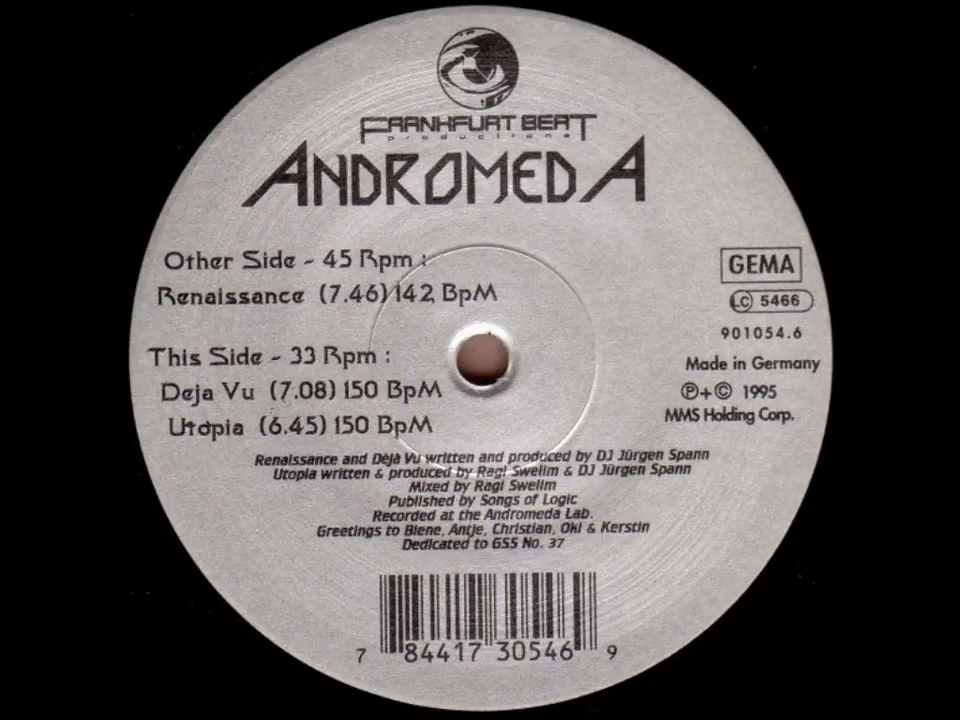 FRANKFURT BEAT
productions
ANDROMEDA
Other Side - 45 Rpm :
Renaissance (7.46) 142 BpM
This Side - 33 Rpm :
Deja Vu (7.08) 150 BpM
Utopia (6.45) 150 BpM
GEMA
LC 5466
901054.6
Made in Germany
Ⓟ+© 1995
MMS Holding Corp.
Renaissance and Dèjà Vu written and produced by DJ Jürgen Spann
Utopia written & produced by Ragi Swelim & DJ Jürgen Spann
Mixed by Ragi Swelim
Published by Songs of Logic
Recorded at the Andromeda Lab.
Greetings to Biene, Antje, Christian, Oki & Kerstin
Dedicated to GSS No. 37
7 84417 30546 9